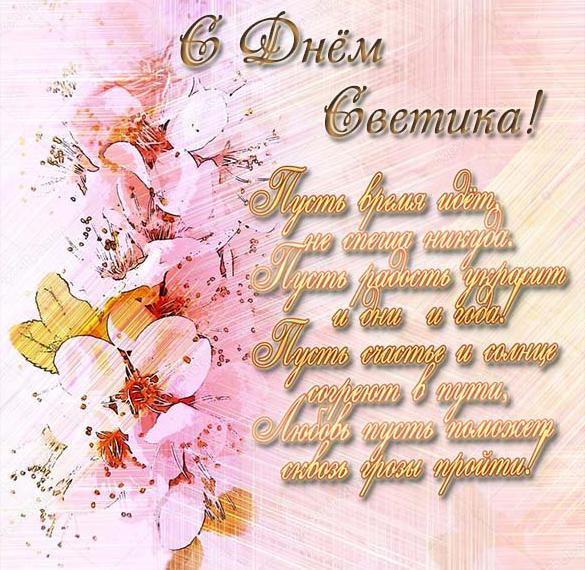 С Днём
Светика!
Пусть время идёт,
не спеша никуда.
Пусть радость украсит
и дни и года!
Пусть счастье и солнце
согреют в пути,
Любовь пусть поможет
сквозь грозы пройти!